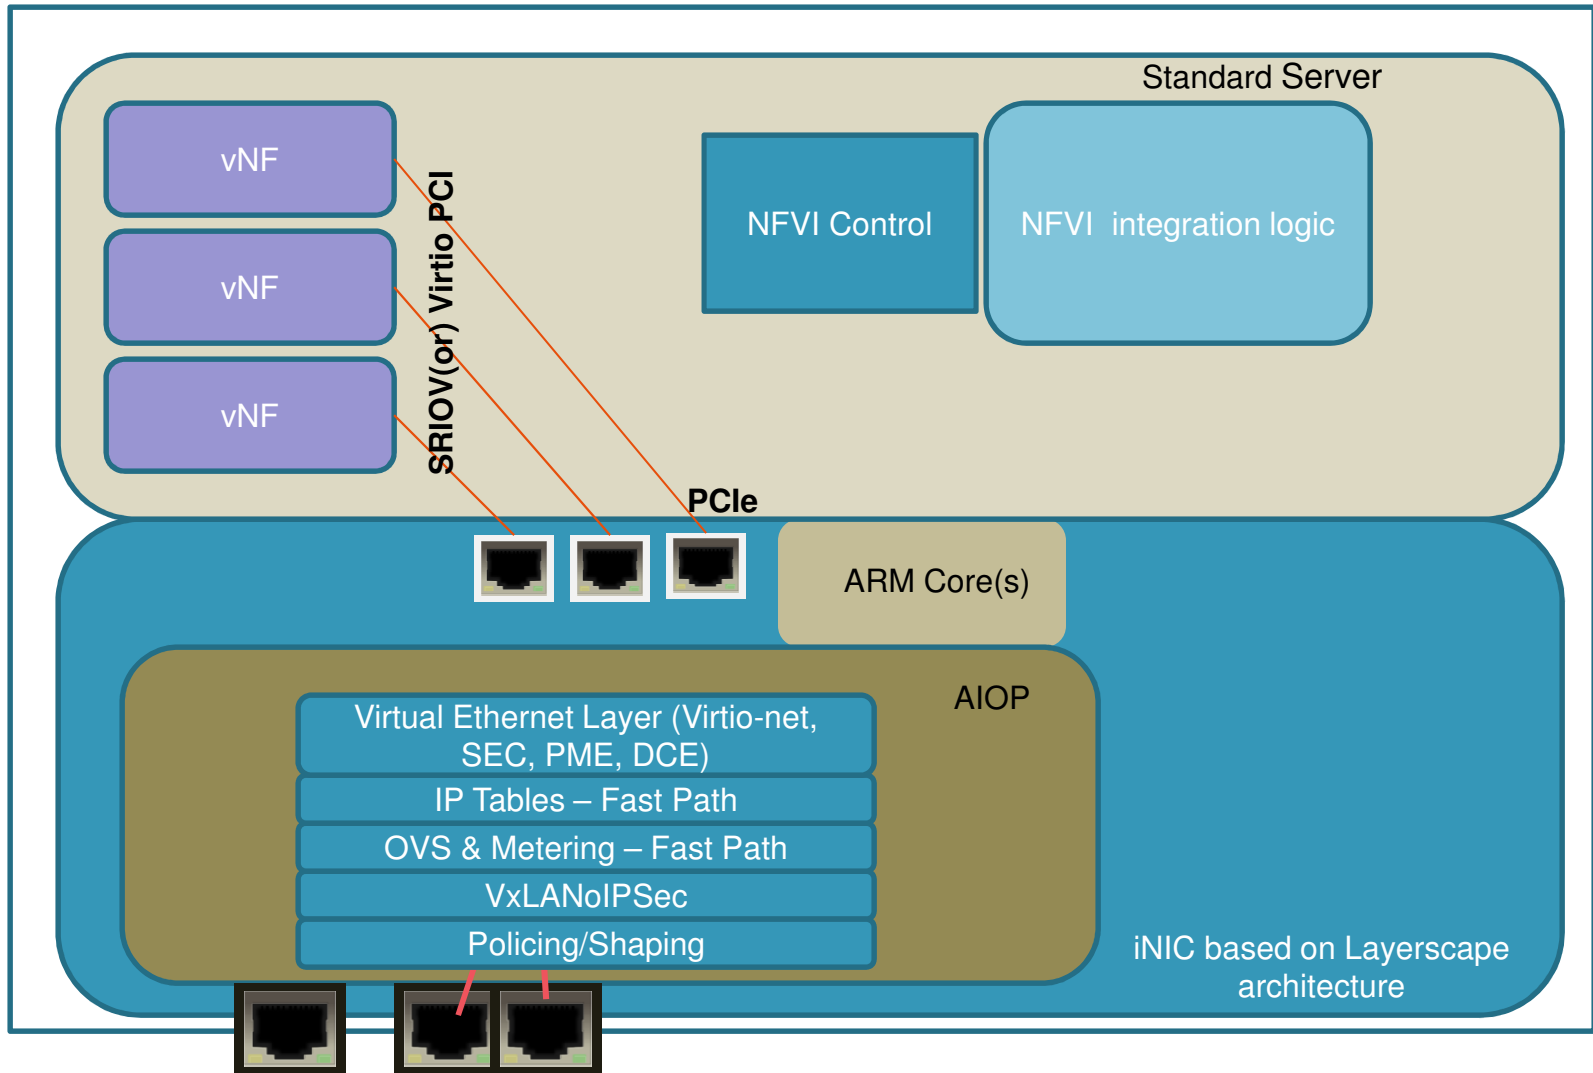 Standard Server
vNF
vNF
vNF
SRIOV(or) Virtio PCI
NFVI Control
NFVI  integration logic
PCIe
ARM Core(s)
AIOP
Virtual Ethernet Layer (Virtio-net,
SEC, PME, DCE)
IP Tables – Fast Path
OVS & Metering – Fast Path
VxLANoIPSec
Policing/Shaping
iNIC based on Layerscape
architecture